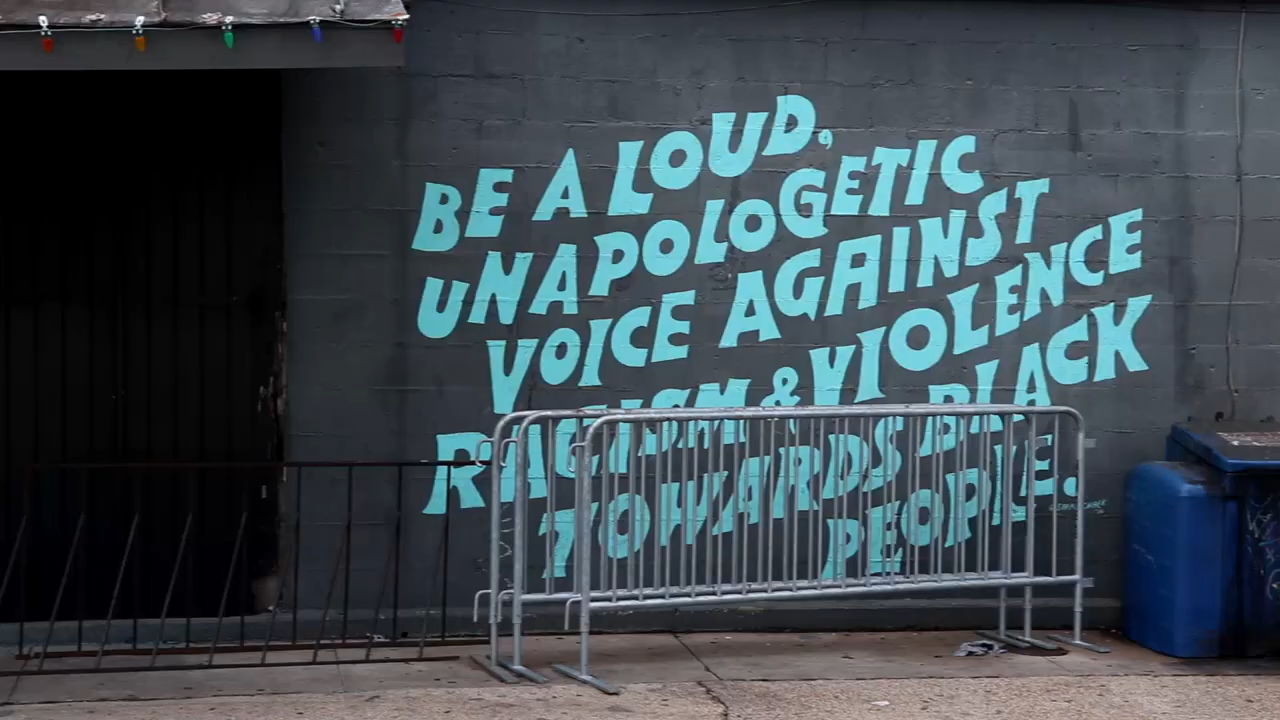 BE A LOUD,
UNAPOLOGETIC
VOICE AGAINST
RACISM & VIOLENCE
TOWARDS BLACK
PEOPLE.